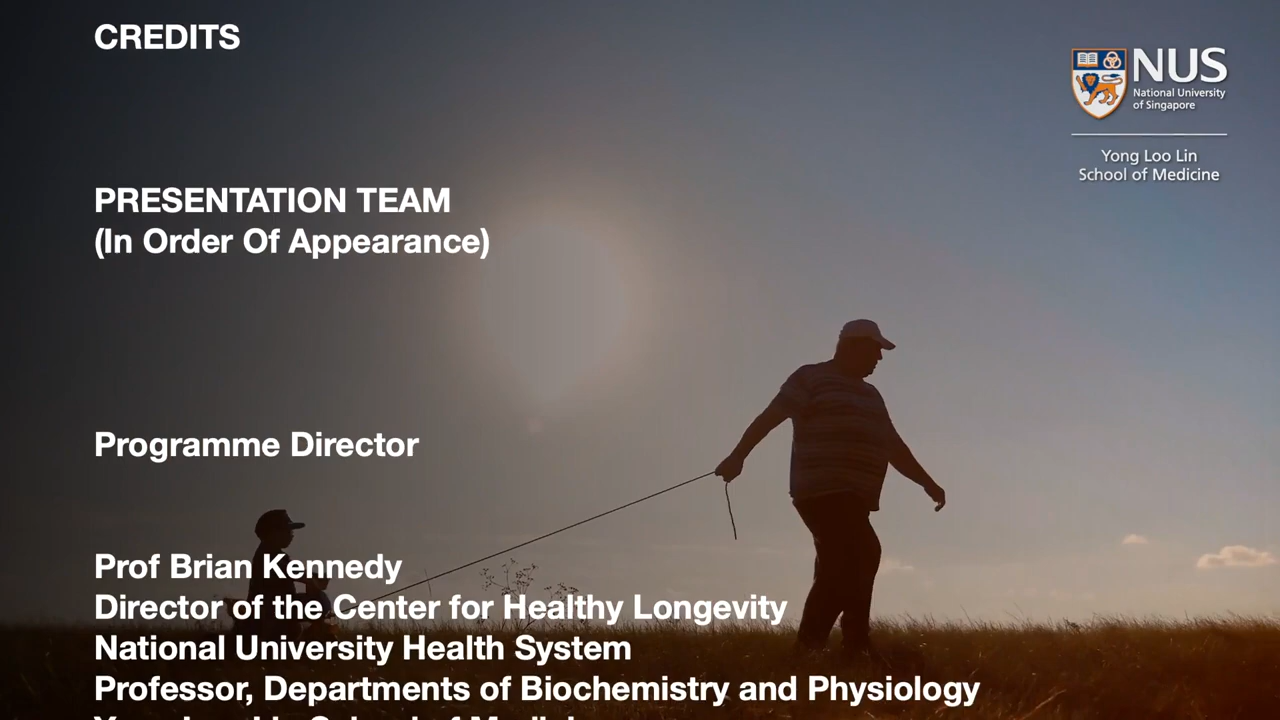 CREDITS
NUS
National University
of Singapore
Yong Loo Lin
School of Medicine
PRESENTATION TEAM
(In Order Of Appearance)
Programme Director
Prof Brian Kennedy
Director of the Center for Healthy Longevity
National University Health System
Professor, Departments of Biochemistry and Physiology